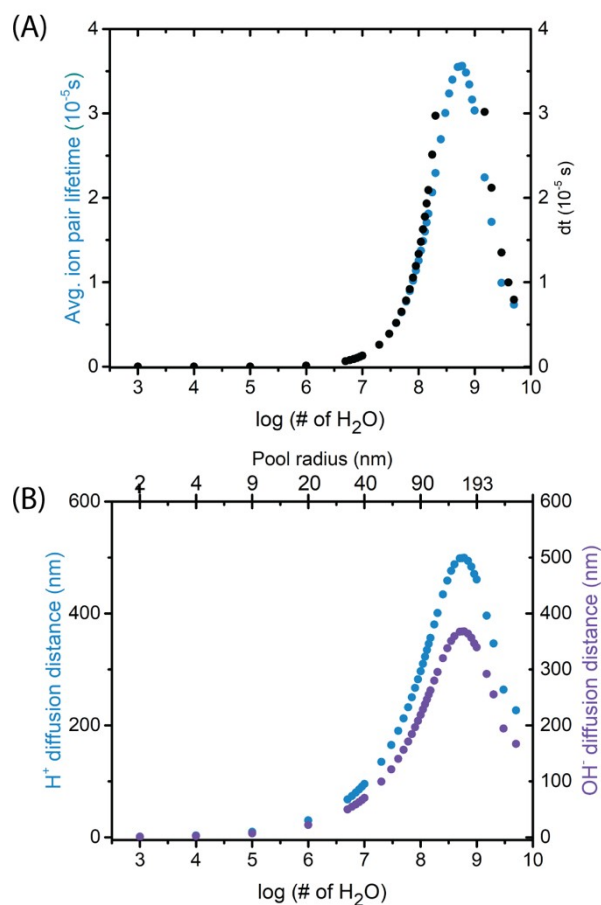 (A)
Avg. ion pair lifetime (10⁻⁵s)
4
3
2
1
0
4
3
2
1
0
dt (10⁻⁵ s)
3 4 5 6 7 8 9 10
log (# of H₂O)
(B)
Pool radius (nm)
2 4 9 20 40 90 193
H⁺ diffusion distance (nm)
600
400
200
0
600
500
400
300
200
100
0
OH⁻ diffusion distance (nm)
3 4 5 6 7 8 9 10
log (# of H₂O)